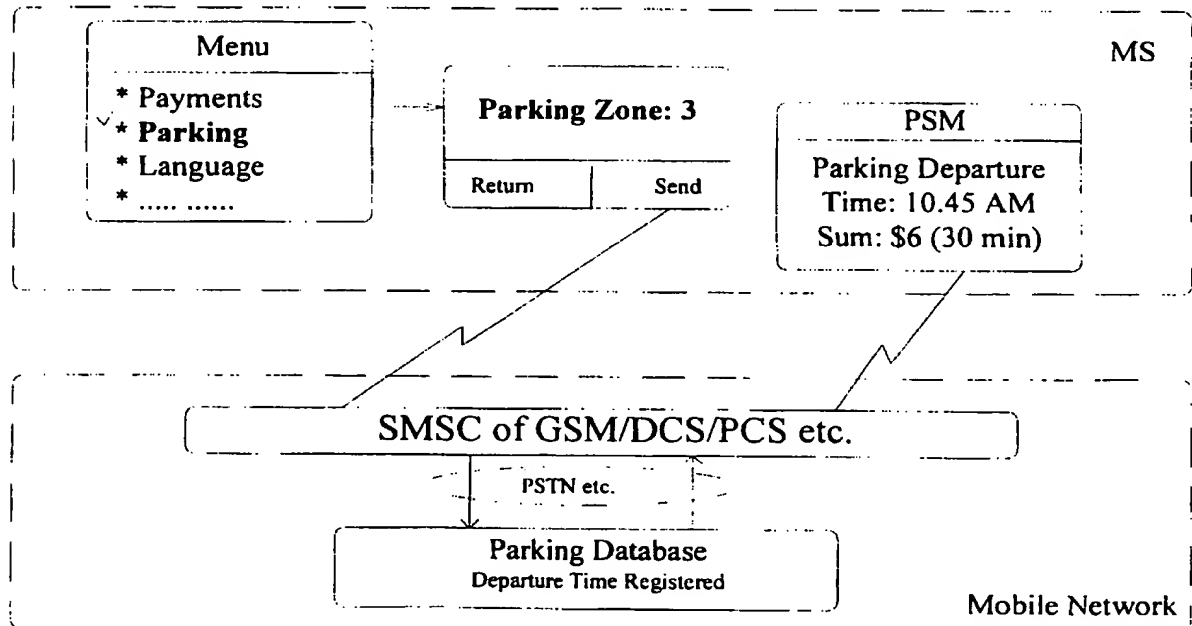 MS
Menu
* Payments
* Parking
* Language
* ..... ......
Parking Zone: 3
Return
Send
PSM
Parking Departure
Time: 10.45 AM
Sum: $6 (30 min)
SMSC of GSM/DCS/PCS etc.
PSTN etc.
Parking Database
Departure Time Registered
Mobile Network